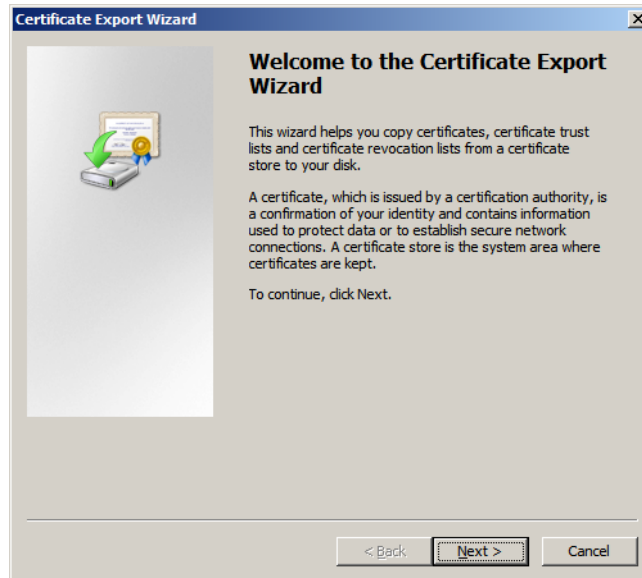 Certificate Export Wizard
Welcome to the Certificate Export
Wizard
This wizard helps you copy certificates, certificate trust
lists and certificate revocation lists from a certificate
store to your disk.
A certificate, which is issued by a certification authority, is
a confirmation of your identity and contains information
used to protect data or to establish secure network
connections. A certificate store is the system area where
certificates are kept.
To continue, click Next.
< Back Next > Cancel